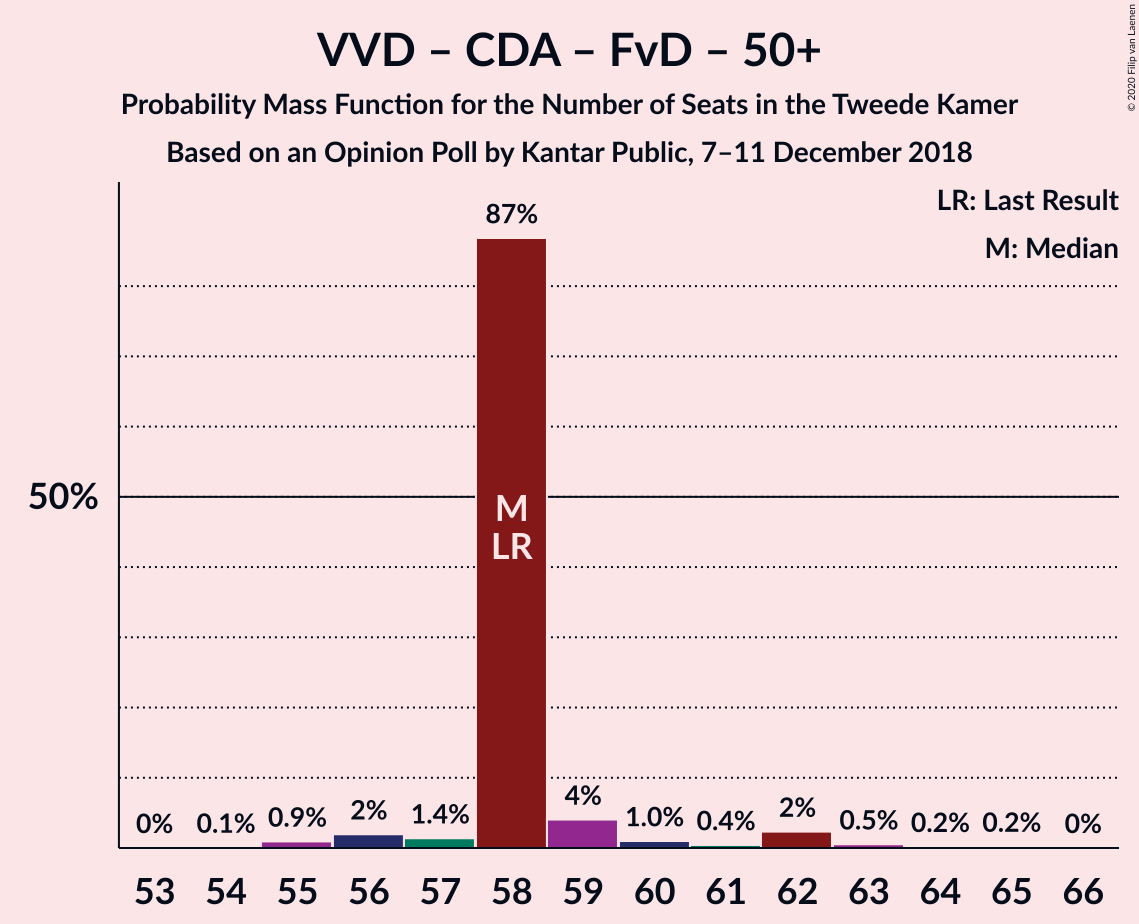 VVD – CDA – FvD – 50+
Probability Mass Function for the Number of Seats in the Tweede Kamer
Based on an Opinion Poll by Kantar Public, 7–11 December 2018
© 2020 Filip van Laenen
LR: Last Result
M: Median
87%
50%
M
LR
0% 0.1% 0.9% 2% 1.4% 4% 1.0% 0.4% 2% 0.5% 0.2% 0.2% 0%
53 54 55 56 57 58 59 60 61 62 63 64 65 66